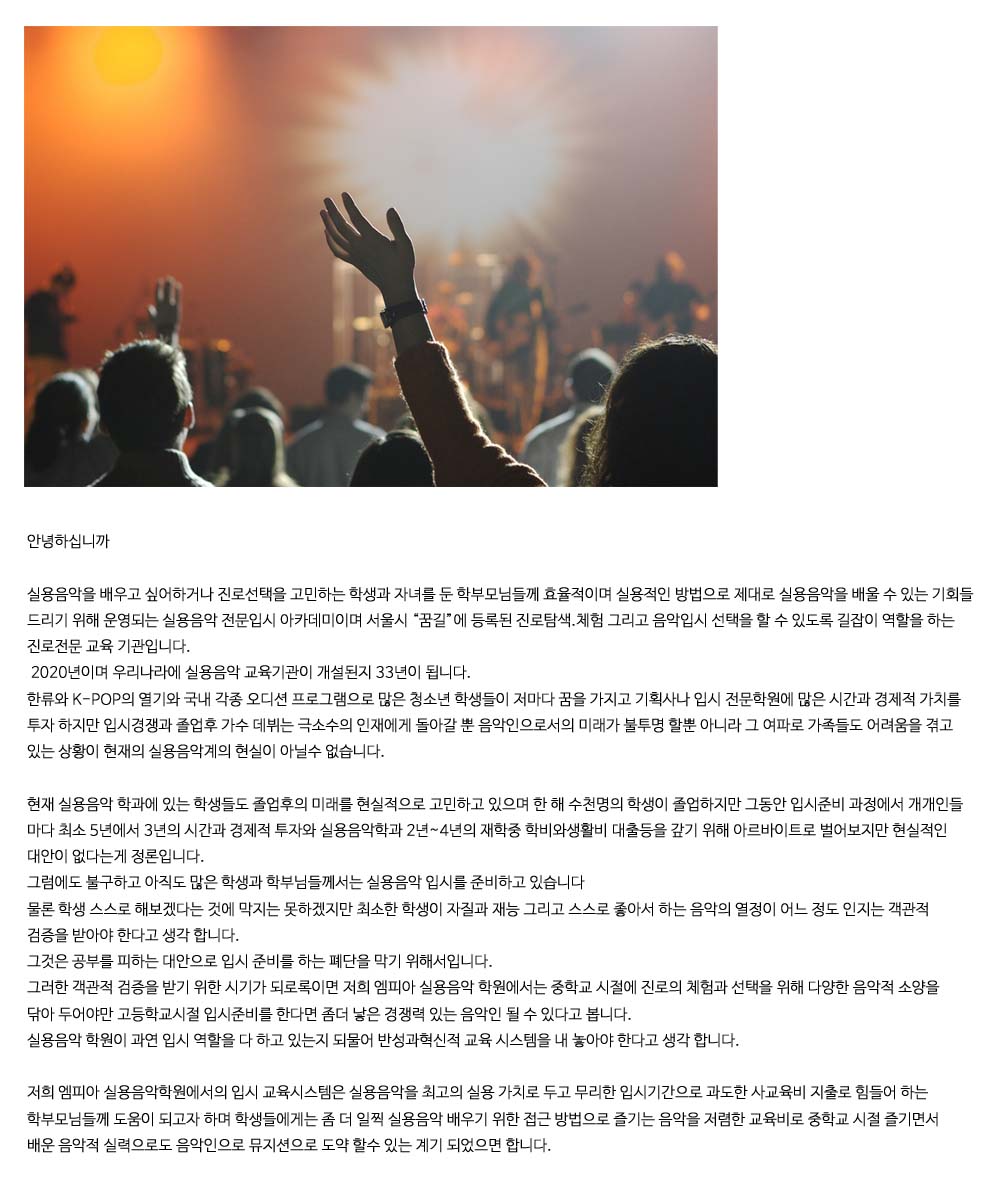 안녕하십니까
실용음악을 배우고 싶어하거나 진로선택을 고민하는 학생과 자녀를 둔 학부모님들께 효율적이며 실용적인 방법으로 제대로 실용음악을 배울 수 있는 기회를
드리기 위해 운영되는 실용음악 전문입시 아카데미이며 서울시 “꿈길”에 등록된 진로탐색.체험 그리고 음악입시 선택을 할 수 있도록 길잡이 역할을 하는
진로전문 교육 기관입니다.
2020년이며 우리나라에 실용음악 교육기관이 개설된지 33년이 됩니다.
한류와 K-POP의 열기와 국내 각종 오디션 프로그램으로 많은 청소년 학생들이 저마다 꿈을 가지고 기획사나 입시 전문학원에 많은 시간과 경제적 가치를
투자 하지만 입시경쟁과 졸업후 가수 데뷔는 극소수의 인재에게 돌아갈 뿐 음악인으로서의 미래가 불투명 할뿐 아니라 그 여파로 가족들도 어려움을 겪고
있는 상황이 현재의 실용음악계의 현실이 아닐수 없습니다.
현재 실용음악 학과에 있는 학생들도 졸업후의 미래를 현실적으로 고민하고 있으며 한 해 수천명의 학생이 졸업하지만 그동안 입시준비 과정에서 개개인들
마다 최소 5년에서 3년의 시간과 경제적 투자와 실용음악학과 2년~4년의 재학중 학비와생활비 대출등을 갚기 위해 아르바이트로 벌어보지만 현실적인
대안이 없다는게 정론입니다.
그럼에도 불구하고 아직도 많은 학생과 학부님들께서는 실용음악 입시를 준비하고 있습니다
물론 학생 스스로 해보겠다는 것에 막지는 못하겠지만 최소한 학생이 자질과 재능 그리고 스스로 좋아서 하는 음악의 열정이 어느 정도 인지는 객관적
검증을 받아야 한다고 생각 합니다.
그것은 공부를 피하는 대안으로 입시 준비를 하는 폐단을 막기 위해서입니다.
그러한 객관적 검증을 받기 위한 시기가 되로록이면 저희 엠피아 실용음악 학원에서는 중학교 시절에 진로의 체험과 선택을 위해 다양한 음악적 소양을
닦아 두어야만 고등학교시절 입시준비를 한다면 좀더 낳은 경쟁력 있는 음악인 될 수 있다고 봅니다.
실용음악 학원이 과연 입시 역할을 다 하고 있는지 되물어 반성과혁신적 교육 시스템을 내 놓아야 한다고 생각 합니다.
저희 엠피아 실용음악학원에서의 입시 교육시스템은 실용음악을 최고의 실용 가치로 두고 무리한 입시기간으로 과도한 사교육비 지출로 힘들어 하는
학부모님들께 도움이 되고자 하며 학생들에게는 좀 더 일찍 실용음악 배우기 위한 접근 방법으로 즐기는 음악을 저렴한 교육비로 중학교 시절 즐기면서
배운 음악적 실력으로도 음악인으로 뮤지션으로 도약 할수 있는 계기 되었으면 합니다.